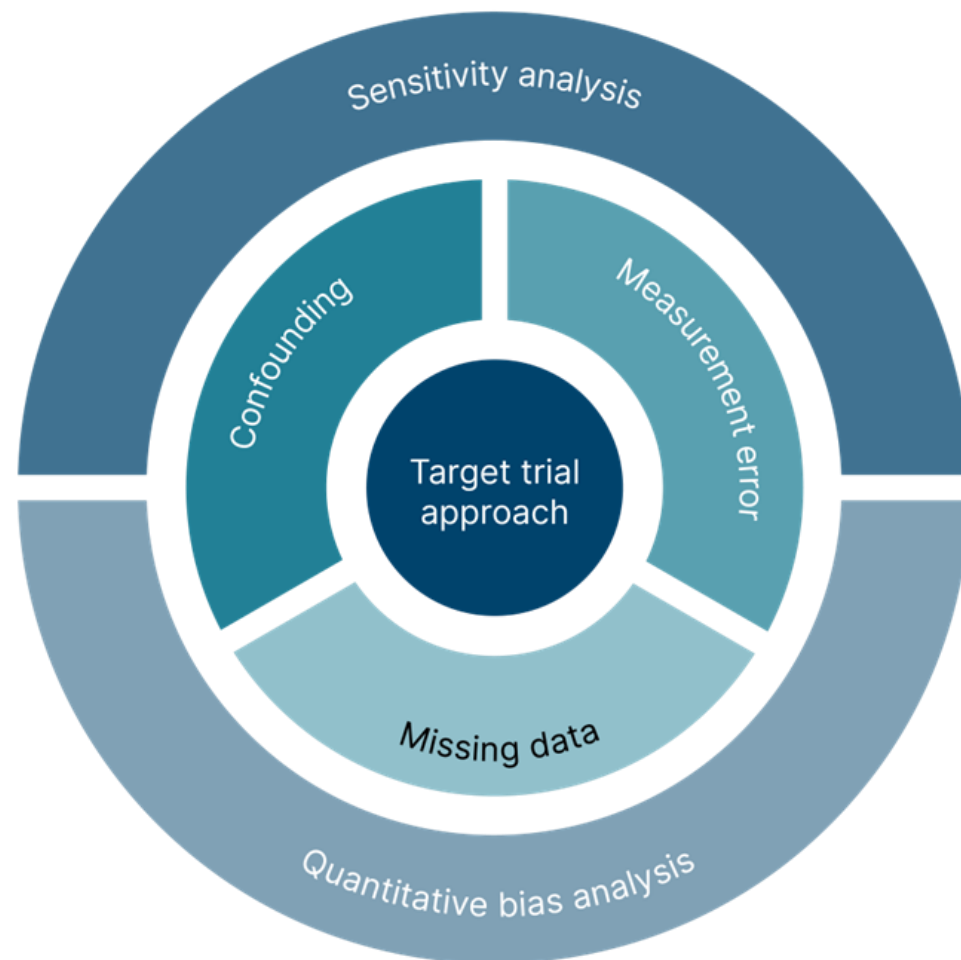 Sensitivity analysis
Confounding
Measurement error
Target trial
approach
Missing data
Quantitative bias analysis